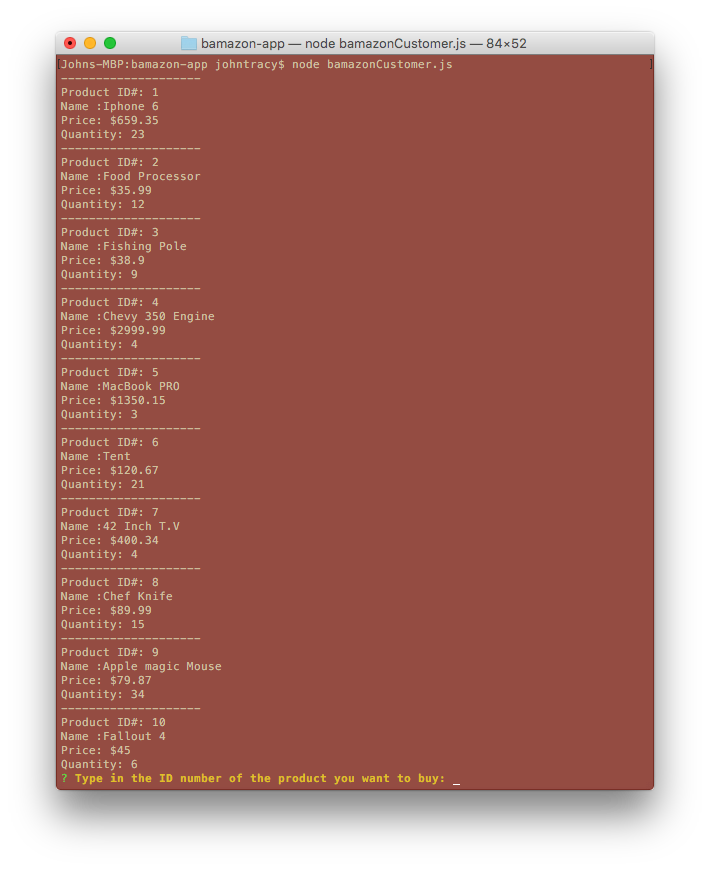 bamazon-app — node bamazonCustomer.js — 84×52
[Johns-MBP:bamazon-app johntracy$ node bamazonCustomer.js ]
--------------------
Product ID#: 1
Name :Iphone 6
Price: $659.35
Quantity: 23
--------------------
Product ID#: 2
Name :Food Processor
Price: $35.99
Quantity: 12
--------------------
Product ID#: 3
Name :Fishing Pole
Price: $38.9
Quantity: 9
--------------------
Product ID#: 4
Name :Chevy 350 Engine
Price: $2999.99
Quantity: 4
--------------------
Product ID#: 5
Name :MacBook PRO
Price: $1350.15
Quantity: 3
--------------------
Product ID#: 6
Name :Tent
Price: $120.67
Quantity: 21
--------------------
Product ID#: 7
Name :42 Inch T.V
Price: $400.34
Quantity: 4
--------------------
Product ID#: 8
Name :Chef Knife
Price: $89.99
Quantity: 15
--------------------
Product ID#: 9
Name :Apple magic Mouse
Price: $79.87
Quantity: 34
--------------------
Product ID#: 10
Name :Fallout 4
Price: $45
Quantity: 6
? Type in the ID number of the product you want to buy: _